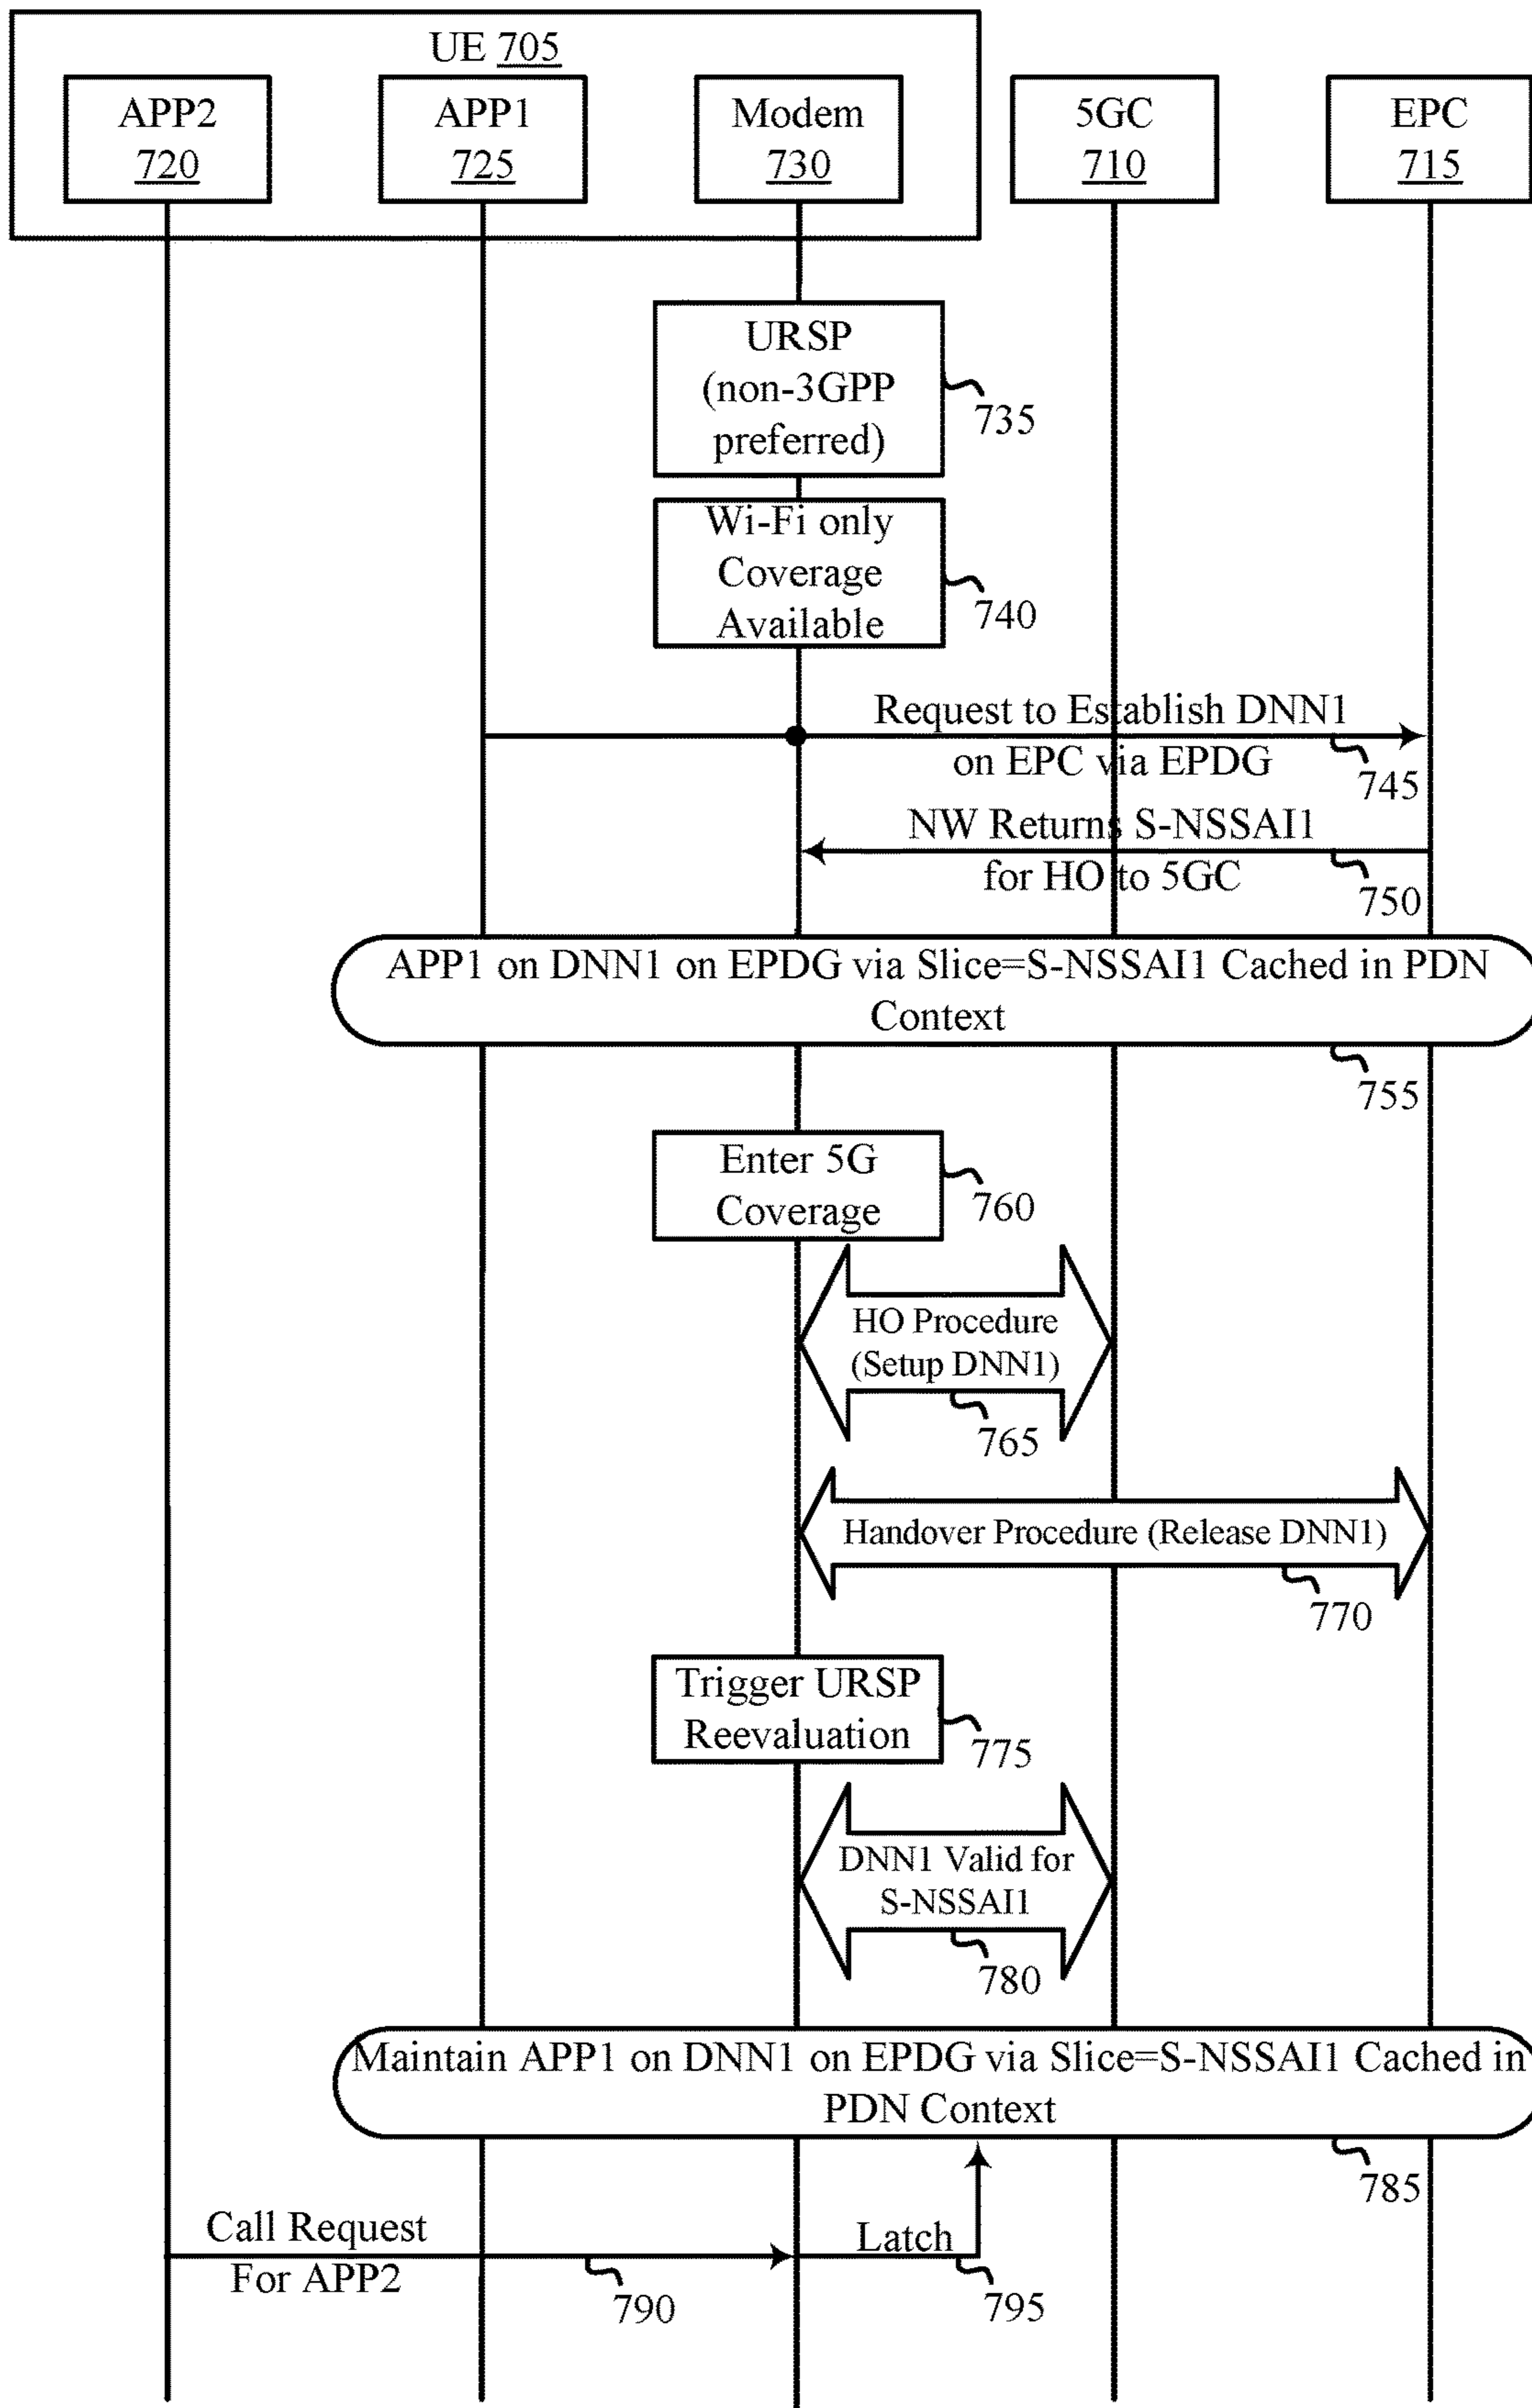 UE 705
APP2
720
APP1
725
Modem
730
5GC
710
EPC
715
URSP
(non-3GPP
preferred)
735
Wi-Fi only
Coverage
Available
740
Request to Establish DNN1
on EPC via EPDG
745
NW Returns S-NSSAI1
for HO to 5GC
750
APP1 on DNN1 on EPDG via Slice=S-NSSAI1 Cached in PDN
Context
755
Enter 5G
Coverage
760
HO Procedure
(Setup DNN1)
765
Handover Procedure (Release DNN1)
770
Trigger URSP
Reevaluation
775
DNN1 Valid for
S-NSSAI1
780
Maintain APP1 on DNN1 on EPDG via Slice=S-NSSAI1 Cached in
PDN Context
785
Call Request
For APP2
790
Latch
795